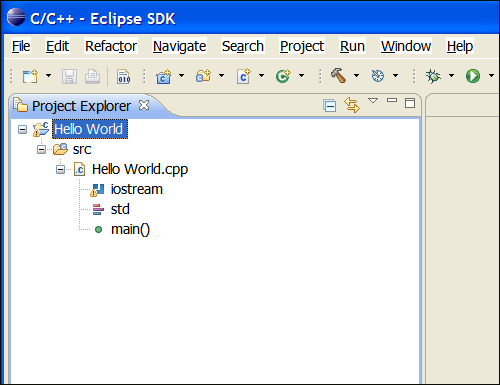 C/C++ - Eclipse SDK
File Edit Refactor Navigate Search Project Run Window Help
010
Project Explorer
Hello World
src
Hello World.cpp
iostream
std
main()